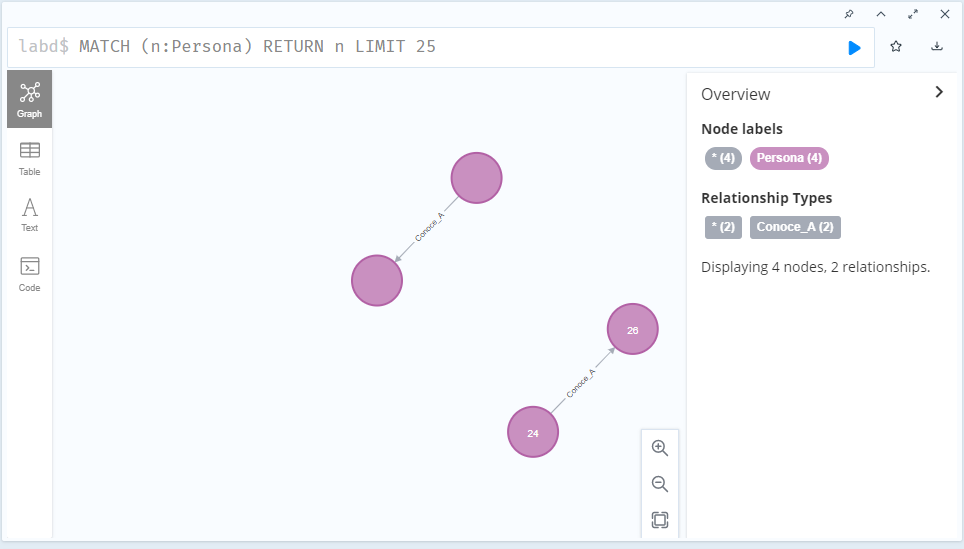 labd$ MATCH (n:Persona) RETURN n LIMIT 25
Graph
Table
Text
Code
Conoce_A
26
Conoce_A
24
Overview
Node labels
* (4) Persona (4)
Relationship Types
* (2) Conoce_A (2)
Displaying 4 nodes, 2 relationships.